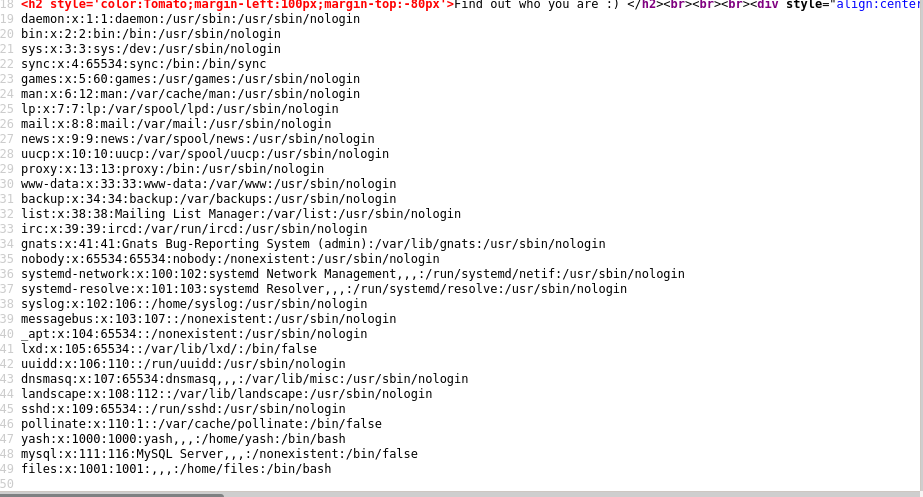 18 <h2 style='color:Tomato;margin-left:100px;margin-top:-80px'>Find out who you are :) </h2><br><br><br><div style="align:center
19 daemon:x:1:1:daemon:/usr/sbin:/usr/sbin/nologin
20 bin:x:2:2:bin:/bin:/usr/sbin/nologin
21 sys:x:3:3:sys:/dev:/usr/sbin/nologin
22 sync:x:4:65534:sync:/bin:/bin/sync
23 games:x:5:60:games:/usr/games:/usr/sbin/nologin
24 man:x:6:12:man:/var/cache/man:/usr/sbin/nologin
25 lp:x:7:7:lp:/var/spool/lpd:/usr/sbin/nologin
26 mail:x:8:8:mail:/var/mail:/usr/sbin/nologin
27 news:x:9:9:news:/var/spool/news:/usr/sbin/nologin
28 uucp:x:10:10:uucp:/var/spool/uucp:/usr/sbin/nologin
29 proxy:x:13:13:proxy:/bin:/usr/sbin/nologin
30 www-data:x:33:33:www-data:/var/www:/usr/sbin/nologin
31 backup:x:34:34:backup:/var/backups:/usr/sbin/nologin
32 list:x:38:38:Mailing List Manager:/var/list:/usr/sbin/nologin
33 irc:x:39:39:ircd:/var/run/ircd:/usr/sbin/nologin
34 gnats:x:41:41:Gnats Bug-Reporting System (admin):/var/lib/gnats:/usr/sbin/nologin
35 nobody:x:65534:65534:nobody:/nonexistent:/usr/sbin/nologin
36 systemd-network:x:100:102:systemd Network Management,,,:/run/systemd/netif:/usr/sbin/nologin
37 systemd-resolve:x:101:103:systemd Resolver,,,:/run/systemd/resolve:/usr/sbin/nologin
38 syslog:x:102:106::/home/syslog:/usr/sbin/nologin
39 messagebus:x:103:107::/nonexistent:/usr/sbin/nologin
40 _apt:x:104:65534::/nonexistent:/usr/sbin/nologin
41 lxd:x:105:65534::/var/lib/lxd/:/bin/false
42 uuidd:x:106:110::/run/uuidd:/usr/sbin/nologin
43 dnsmasq:x:107:65534:dnsmasq,,,:/var/lib/misc:/usr/sbin/nologin
44 landscape:x:108:112::/var/lib/landscape:/usr/sbin/nologin
45 sshd:x:109:65534::/run/sshd:/usr/sbin/nologin
46 pollinate:x:110:1::/var/cache/pollinate:/bin/false
47 yash:x:1000:1000:yash,,,:/home/yash:/bin/bash
48 mysql:x:111:116:MySQL Server,,,:/nonexistent:/bin/false
49 files:x:1001:1001:,,,:/home/files:/bin/bash
50